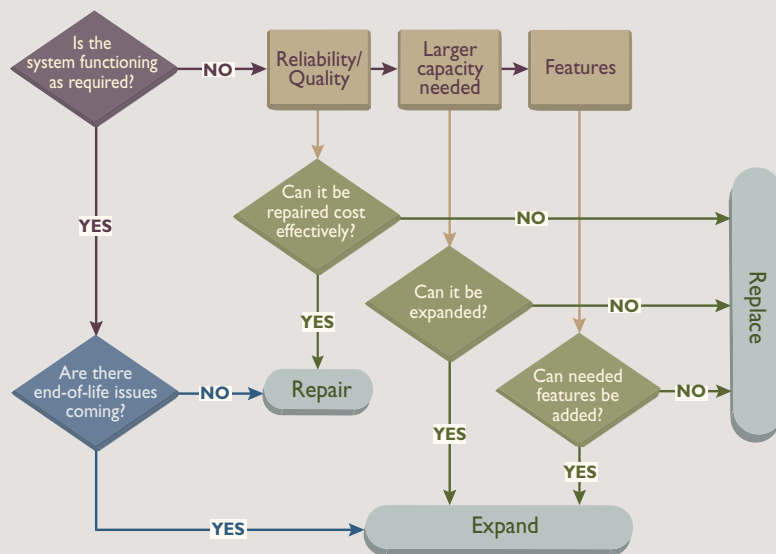 Is the
system functioning
as required?
NO
Reliability/
Quality
Larger
capacity
needed
Features
YES
Can it be
repaired cost
effectively?
NO
Can it be
expanded?
NO
Replace
YES
Are there
end-of-life issues
coming?
NO
Repair
Can needed
features be
added?
NO
YES
YES
YES
Expand